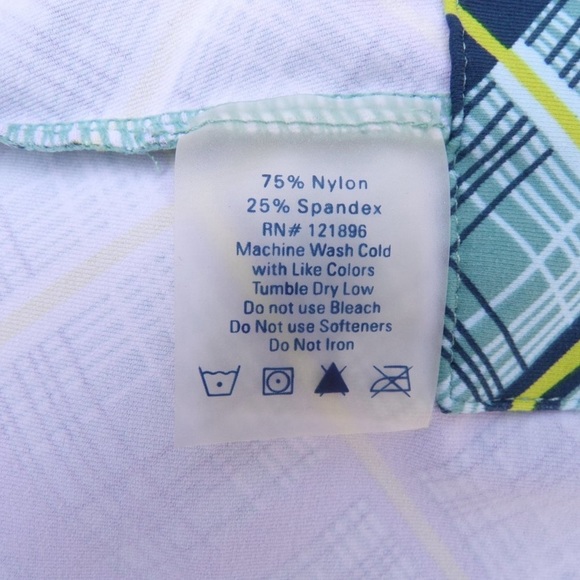 75% Nylon
25% Spandex
RN# 121896
Machine Wash Cold
with Like Colors
Tumble Dry Low
Do not use Bleach
Do Not use Softeners
Do Not Iron